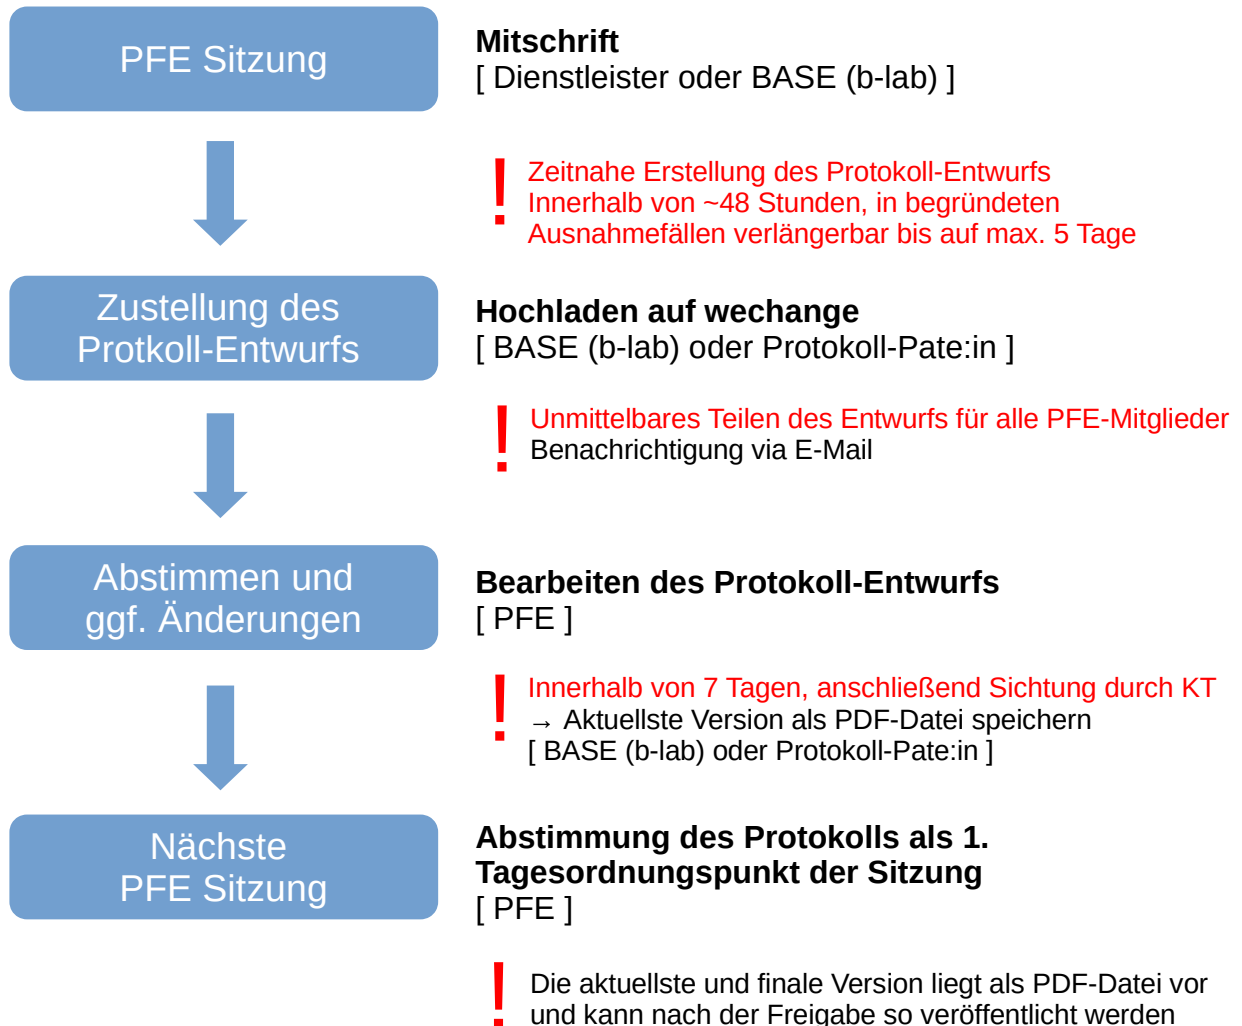 PFE Sitzung
Mitschrift
[ Dienstleister oder BASE (b-lab) ]
! Zeitnahe Erstellung des Protokoll-Entwurfs
Innerhalb von ~48 Stunden, in begründeten
Ausnahmefällen verlängerbar bis auf max. 5 Tage
Zustellung des
Protkoll-Entwurfs
Hochladen auf wechange
[ BASE (b-lab) oder Protokoll-Pate:in ]
! Unmittelbares Teilen des Entwurfs für alle PFE-Mitglieder
Benachrichtigung via E-Mail
Abstimmen und
ggf. Änderungen
Bearbeiten des Protokoll-Entwurfs
[ PFE ]
! Innerhalb von 7 Tagen, anschließend Sichtung durch KT
→ Aktuellste Version als PDF-Datei speichern
[ BASE (b-lab) oder Protokoll-Pate:in ]
Nächste
PFE Sitzung
Abstimmung des Protokolls als 1.
Tagesordnungspunkt der Sitzung
[ PFE ]
! Die aktuellste und finale Version liegt als PDF-Datei vor
und kann nach der Freigabe so veröffentlicht werden